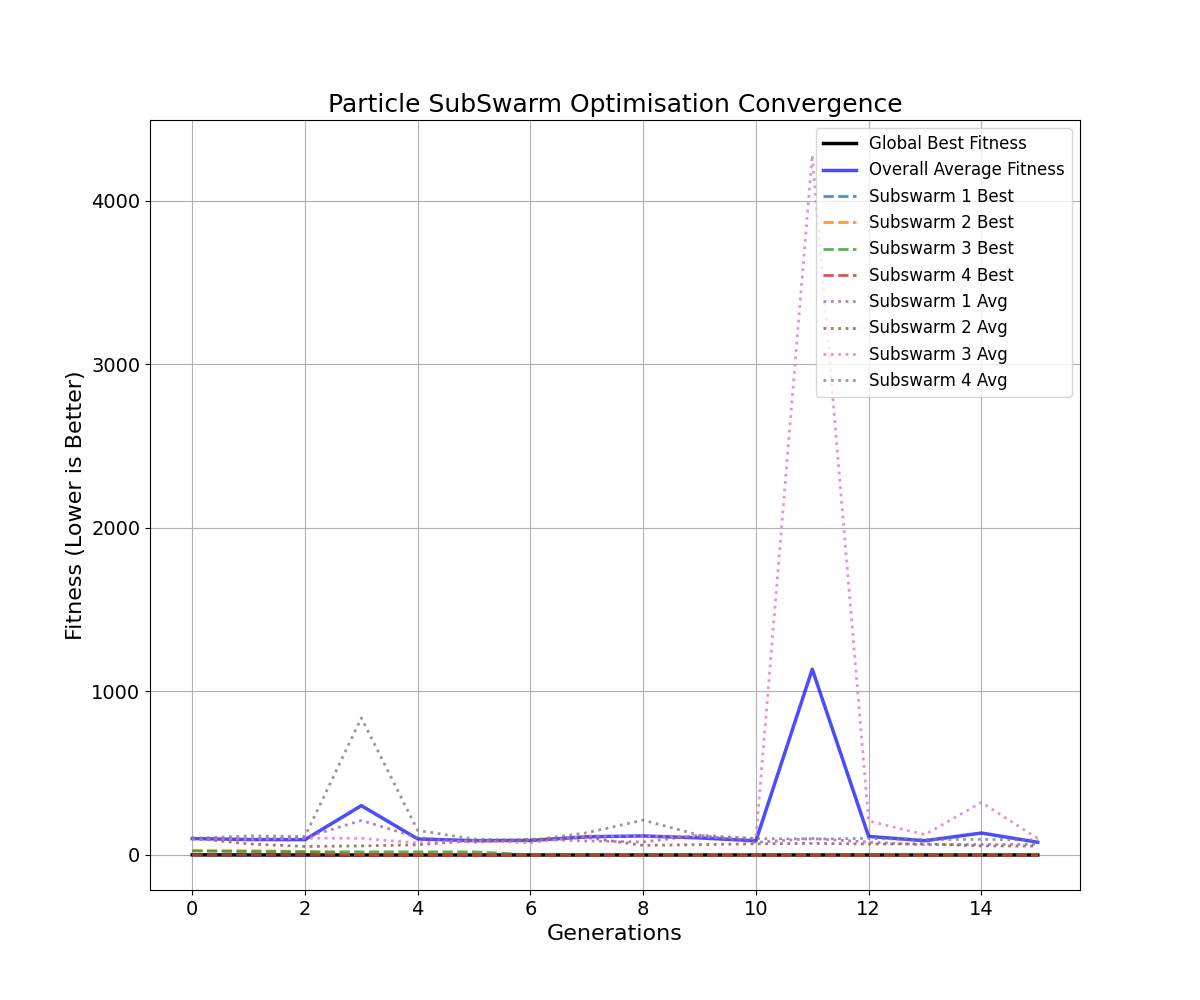 Particle SubSwarm Optimisation Convergence
Fitness (Lower is Better)
4000
3000
2000
1000
0
Global Best Fitness
Overall Average Fitness
Subswarm 1 Best
Subswarm 2 Best
Subswarm 3 Best
Subswarm 4 Best
Subswarm 1 Avg
Subswarm 2 Avg
Subswarm 3 Avg
Subswarm 4 Avg
0 2 4 6 8 10 12 14
Generations